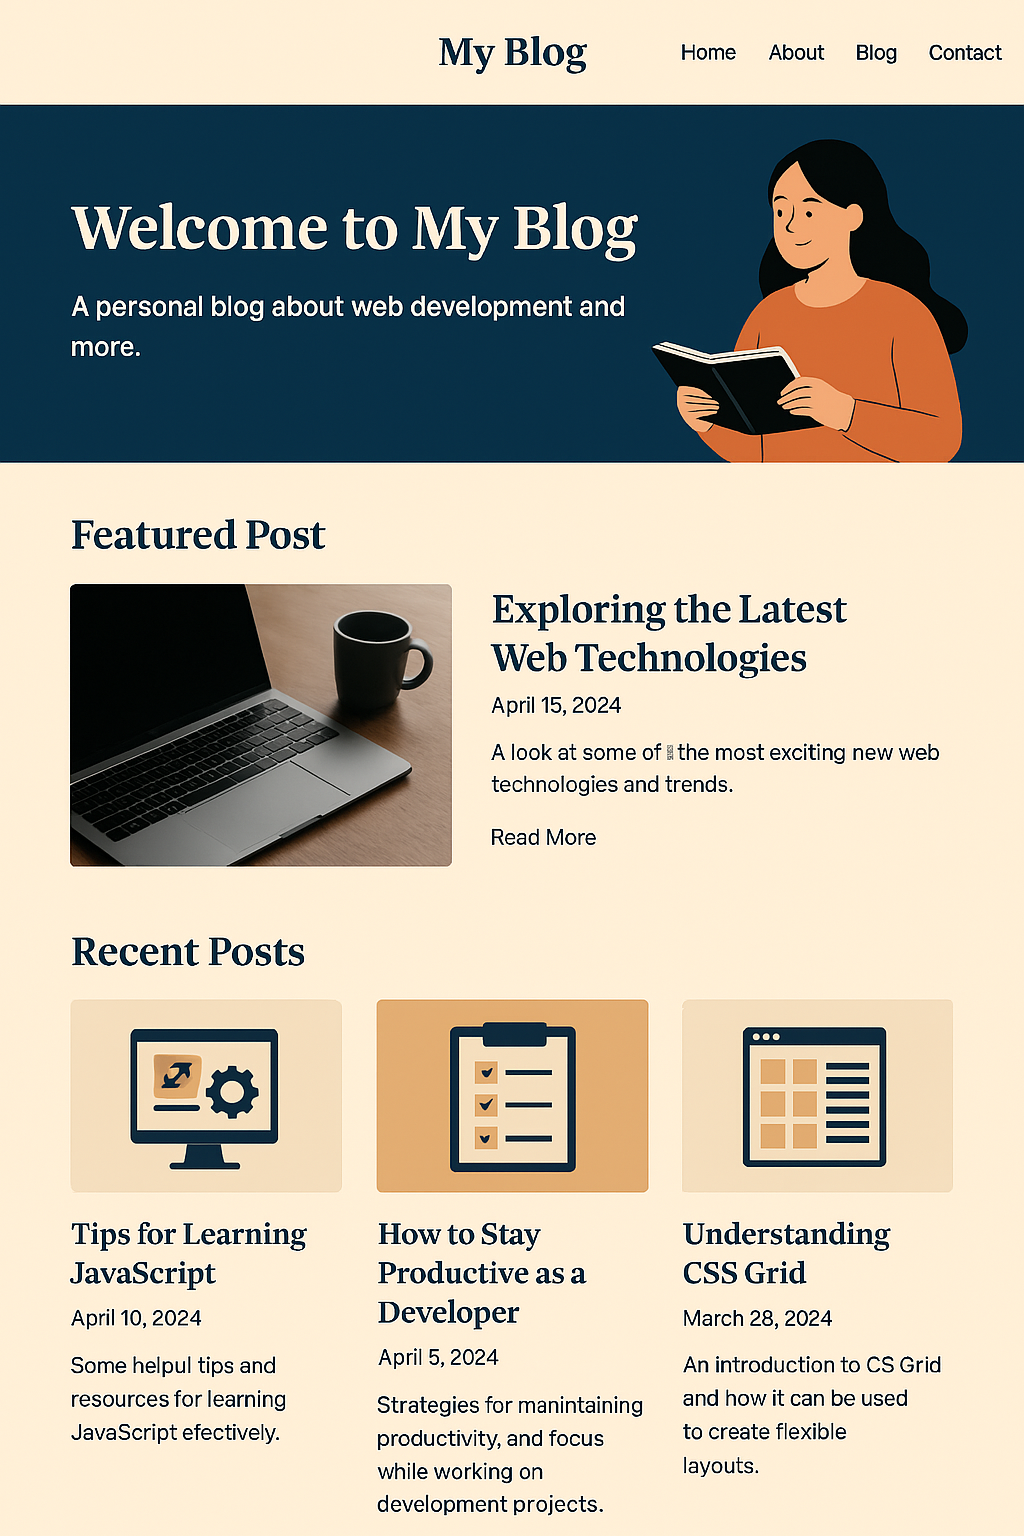 My Blog
Home About Blog Contact
Welcome to My Blog
A personal blog about web development and
more.
Featured Post
Exploring the Latest
Web Technologies
April 15, 2024
A look at some of the most exciting new web
technologies and trends.
Read More
Recent Posts
Tips for Learning
JavaScript
April 10, 2024
Some helpul tips and
resources for learning
JavaScript efectively.
How to Stay
Productive as a
Developer
April 5, 2024
Strategies for manintaining
productivity, and focus
while working on
development projects.
Understanding
CSS Grid
March 28, 2024
An introduction to CS Grid
and how it can be used
to create flexible
layouts.